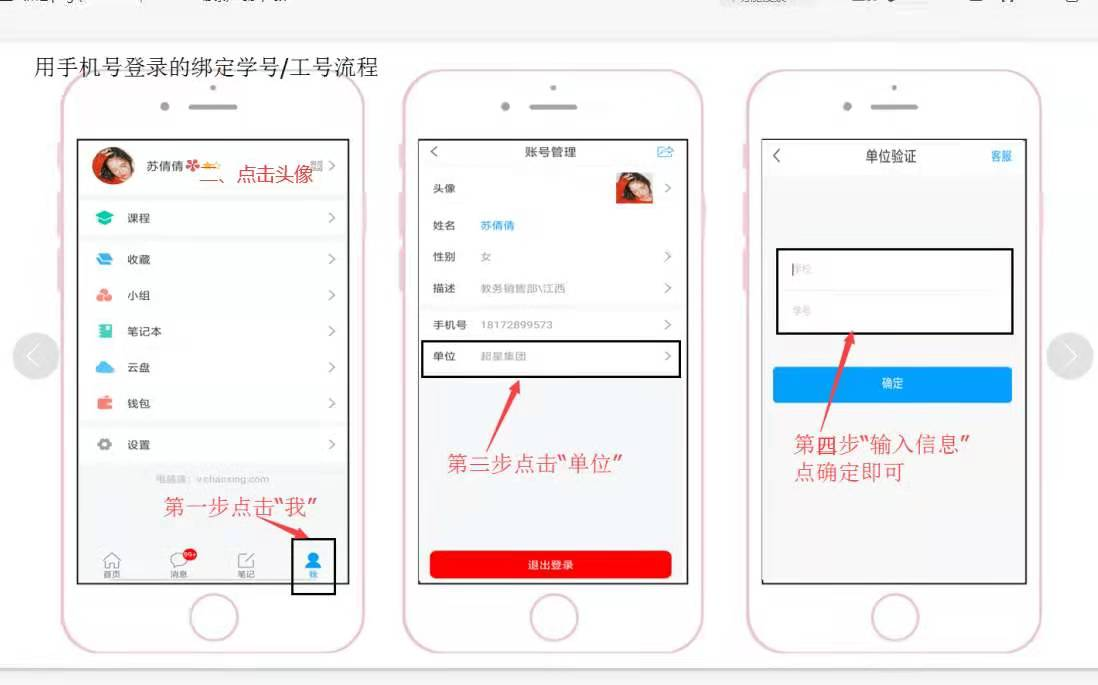 用手机号登录的绑定学号/工号流程
苏倩倩
二、点击头像
课程
收藏
小组
笔记本
云盘
钱包
设置
电脑端：v.chaoxing.com
第一步点击“我”
99+
首页
消息
笔记
我
账号管理
头像
姓名 苏倩倩
性别 女
描述 教务销售部\江西
手机号 18172899573
单位 超星集团
第三步点击“单位”
退出登录
单位验证
客服
学校
学号
确定
第四步“输入信息”
点确定即可